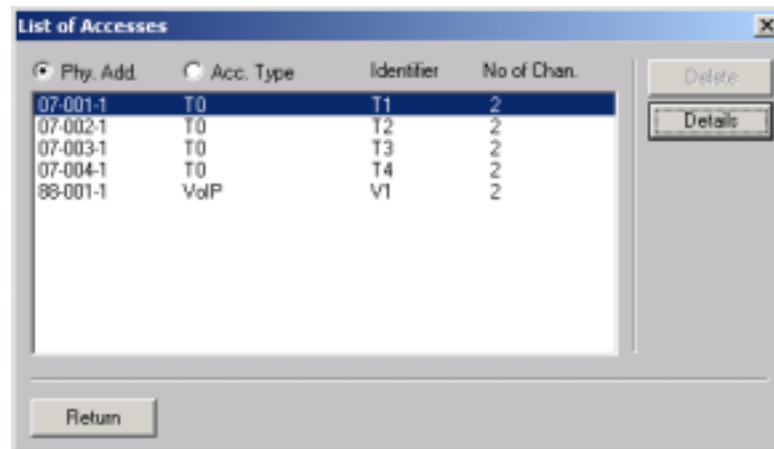 List of Accesses
Phy. Add. Acc. Type Identifier No of Chan.
Delete
07-001-1 T0 T1 2
Details
07-002-1 T0 T2 2
07-003-1 T0 T3 2
07-004-1 T0 T4 2
88-001-1 VoIP V1 2
Return